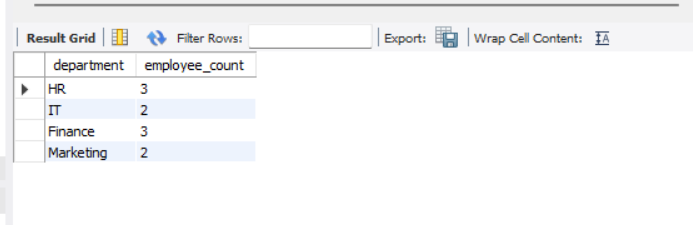 Result Grid Filter Rows: Export: Wrap Cell Content:
department employee_count
HR 3
IT 2
Finance 3
Marketing 2